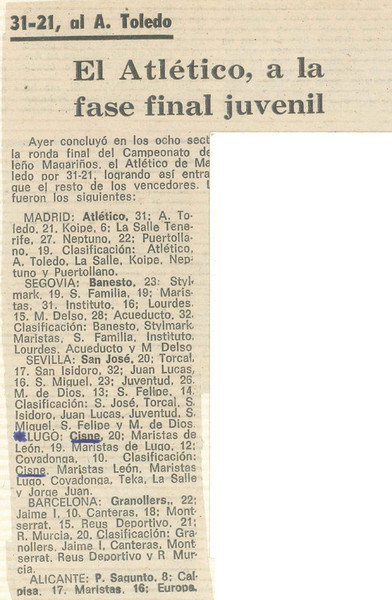 31-21, al A. Toledo
El Atlético, a la
fase final juvenil
Ayer concluyó en los ocho sect
la ronda final del Campeonato de
leño Magariños, el Atlético de Ma
ledo por 31-21, logrando así entra
que el resto de los vencedores. L
fueron los siguientes:
MADRID: Atlético, 31; A. To-
ledo, 21, Koipe, 6; La Salle Tene-
rife, 27. Neptuno, 22; Puertolla-
no, 19. Clasificación: Atlético,
A. Toledo, La Salle, Koipe, Nep-
tuno y Puertollano.
SEGOVIA: Banesto, 23; Styl-
mark, 19. S. Familia, 19; Maris-
tas, 31. Instituto, 16; Lourdes,
15. M. Delso, 28; Acueducto, 32.
Clasificación: Banesto, Stylmark,
Maristas, S. Familia, Instituto,
Lourdes, Acueducto y M Delso
SEVILLA: San José, 20; Torcal,
17. San Isidoro, 32; Juan Lucas,
16. S. Miguel, 23; Juventud, 26.
M. de Dios, 13; S. Felipe, 14.
Clasificación: S. José, Torcal, S.
Isidoro, Juan Lucas, Juventud, S.
Miguel, S. Felipe y M. de Dios.
LUGO: Cisne, 20; Maristas de
León, 19. Maristas de Lugo, 12;
Covadonga, 10. Clasificación:
Cisne, Maristas León, Maristas
Lugo, Covadonga, Teka, La Salle
y Jorge Juan.
BARCELONA: Granollers,, 22;
Jaime I, 10. Canteras, 18; Mont-
serrat, 15. Reus Deportivo, 21;
R. Murcia, 20. Clasificación: Gra-
nollers, Jaime I, Canteras, Mont-
serrat, Reus Deportivo y R. Mur-
cia.
ALICANTE: P. Sagunto, 8; Cal-
pisa, 17. Maristas, 16; Europa,